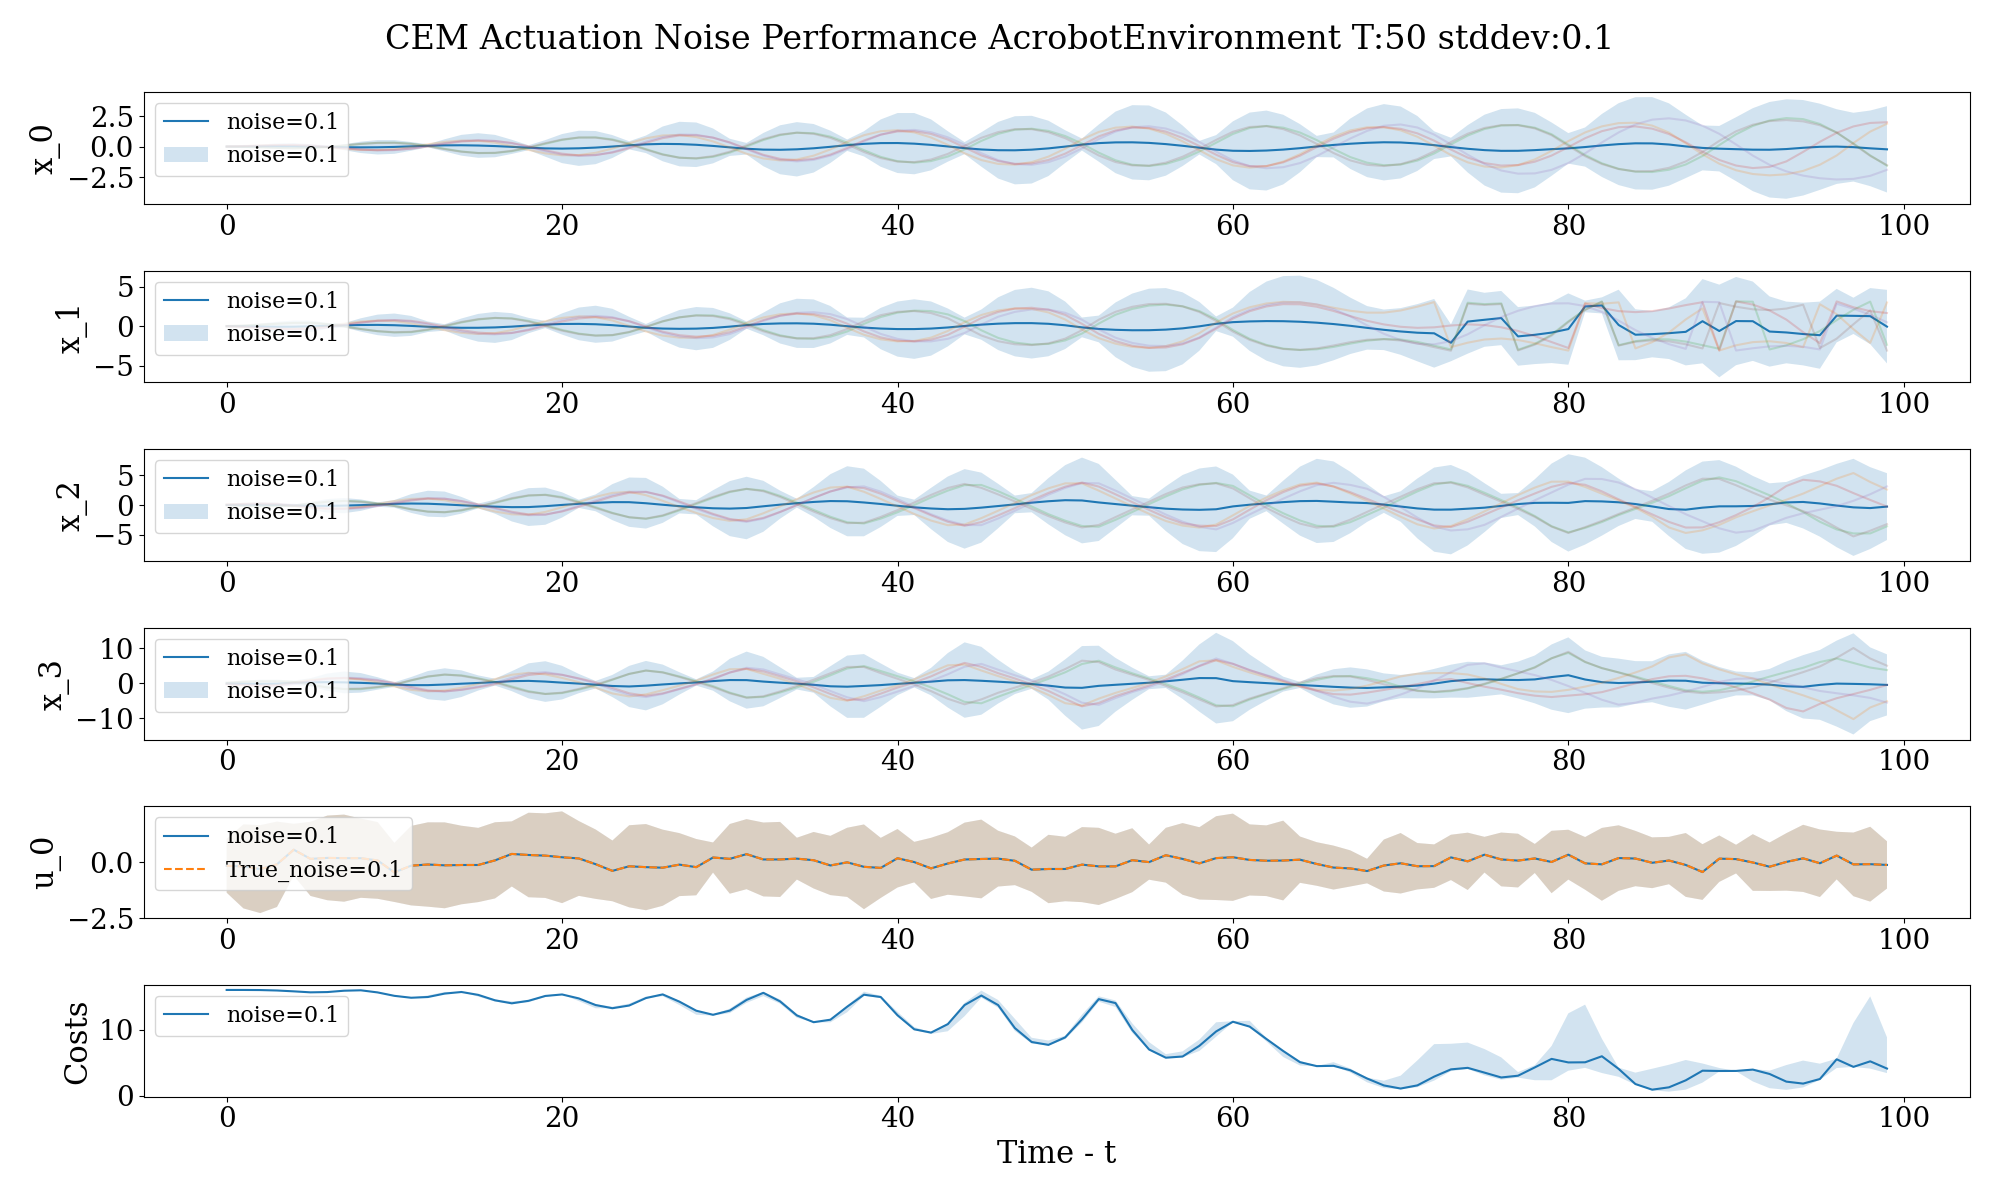 CEM Actuation Noise Performance AcrobotEnvironment T:50 stddev:0.1
x_0
2.5
0.0
−2.5
noise=0.1
noise=0.1
0 20 40 60 80 100
x_1
5
0
−5
noise=0.1
noise=0.1
0 20 40 60 80 100
x_2
5
0
−5
noise=0.1
noise=0.1
0 20 40 60 80 100
x_3
10
0
−10
noise=0.1
noise=0.1
0 20 40 60 80 100
u_0
0.0
−2.5
noise=0.1
True_noise=0.1
0 20 40 60 80 100
Costs
10
0
noise=0.1
0 20 40 60 80 100
Time - t